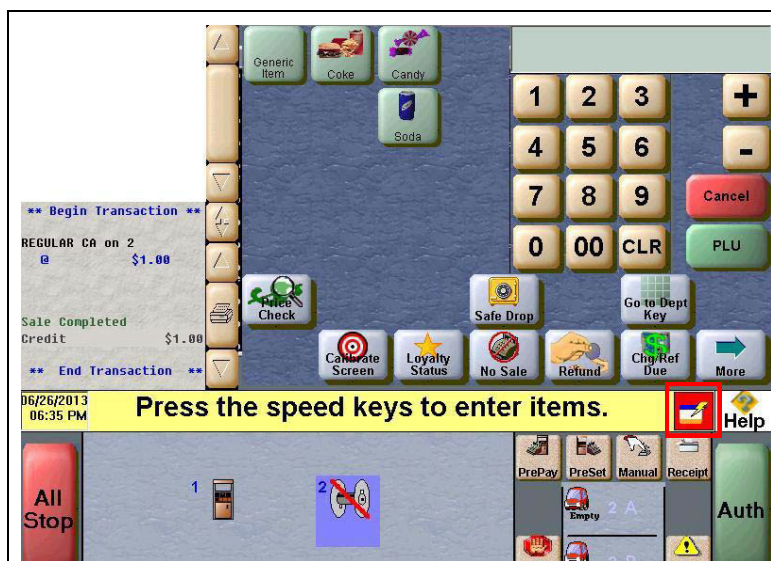 Generic
Item
Coke
Candy
Soda
1 2 3 +
4 5 6 -
7 8 9 Cancel
0 00 CLR PLU
** Begin Transaction **
REGULAR CA on 2
@ $1.00
Sale Completed
Credit $1.00
** End Transaction **
Price
Check
Safe Drop
Go to Dept
Key
Calibrate
Screen
Loyalty
Status
No Sale
Refund
Chg/Ref
Due
More
06/26/2013
06:35 PM
Press the speed keys to enter items.
Help
All
Stop
1
2
PrePay
PreSet
Manual
Receipt
Empty
2 A
Auth